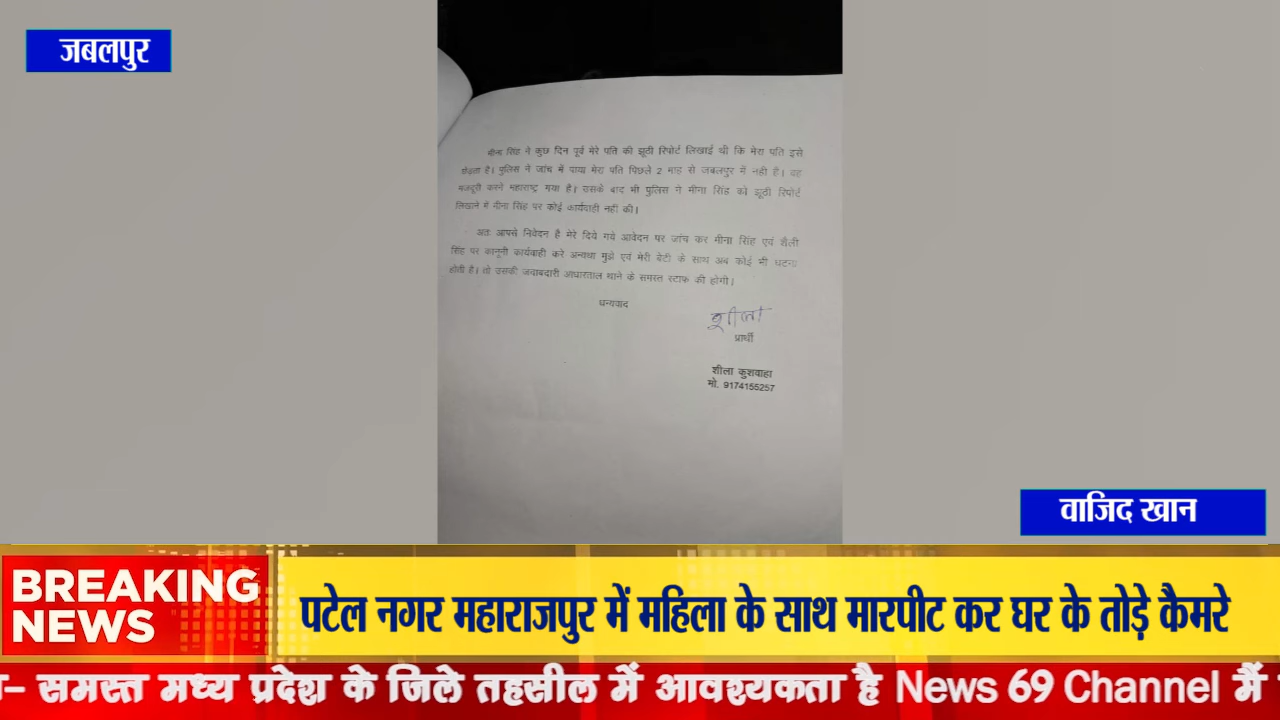 जबलपुर
मीना सिंह ने कुछ दिन पूर्व मेरे पति की झूठी रिपोर्ट लिखाई थी कि मेरा पति इसे
छेडता है। पुलिस ने जांच में पाया मेरा पति पिछले 2 माह से जबलपुर में नही है। वह
मजदूरी करने महाराष्ट्र गया है। उसके बाद भी पुलिस ने मीना सिंह को झूठी रिपोर्ट
लिखाने में मीना सिंह पर कोई कार्यवाही नहीं की।
अतः आपसे निवेदन है मेरे दिये गये आवेदन पर जांच कर मीना सिंह एवं शैली
सिंह पर कानूनी कार्यवाही करे अन्यथा मुझे एवं मेरी बेटी के साथ अब कोई भी घटना
होती है। तो उसकी जवाबदारी आधारताल थाने के समस्त स्टाफ की होगी।
धन्यवाद
शीला
प्रार्थी
शीला कुशवाहा
मो. 9174155257
वाजिद खान
BREAKING
NEWS
पटेल नगर महाराजपुर में महिला के साथ मारपीट कर घर के तोड़े कैमरे
– समस्त मध्य प्रदेश के जिले तहसील में आवश्यकता है News 69 Channel मैं